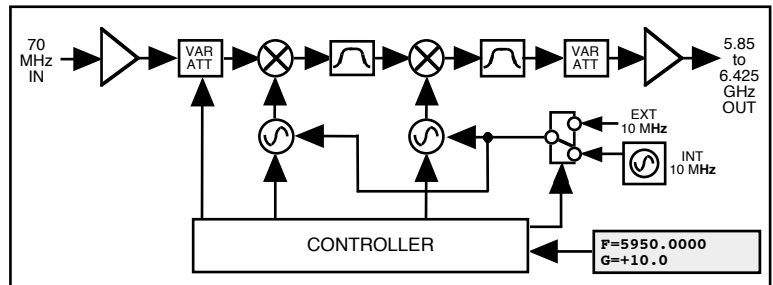 70
MHz
IN
VAR
ATT
VAR
ATT
5.85
to
6.425
GHz
OUT
EXT
10 MHz
INT
10 MHz
CONTROLLER
F=5950.0000
G=+10.0